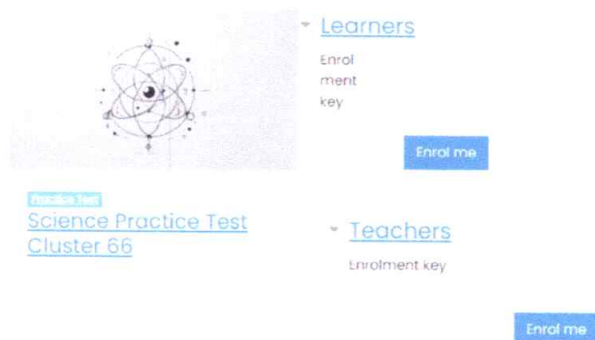 Learners
Enrol
ment
key
Enrol me
Practice Test
Science Practice Test
Cluster 66
Teachers
Enrolment key
Enrol me